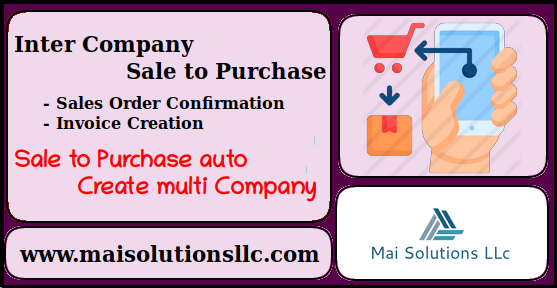 Inter Company
Sale to Purchase
- Sales Order Confirmation
- Invoice Creation
Sale to Purchase auto
Create multi Company
www.maisolutionsllc.com
Mai Solutions LLc